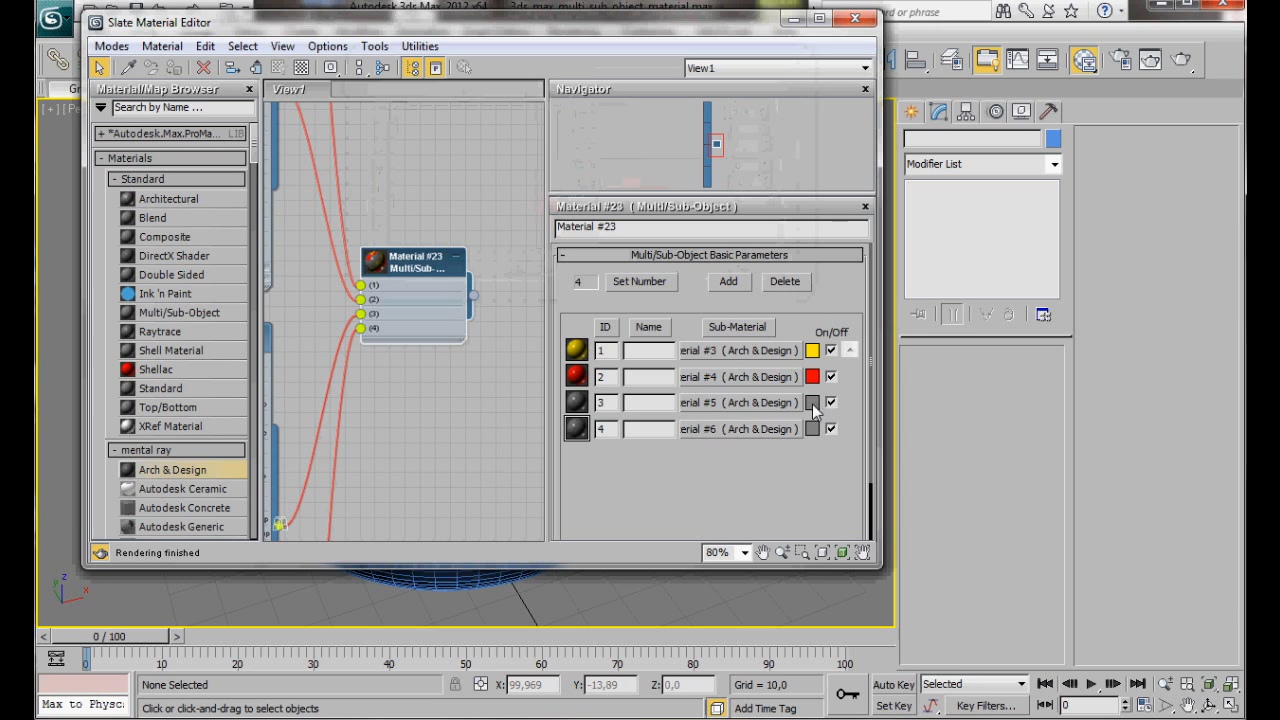 Autodesk 3ds Max 2012 x64
3ds_max_multi_sub_object_material.max
or phrase
Slate Material Editor
Modes Material Edit Select View Options Tools Utilities
View1
Material/Map Browser
View1
Navigator
Search by Name ...
+ *Autodesk.Max.ProMa... LIB
- Materials
- Standard
Architectural
Blend
Composite
DirectX Shader
Double Sided
Ink 'n Paint
Multi/Sub-Object
Raytrace
Shell Material
Shellac
Standard
Top/Bottom
XRef Material
- mental ray
Arch & Design
Autodesk Ceramic
Autodesk Concrete
Autodesk Generic
Material #23
Multi/Sub-...
(1)
(2)
(3)
(4)
Material #23 ( Multi/Sub-Object )
Material #23
- Multi/Sub-Object Basic Parameters
4 Set Number Add Delete
ID Name Sub-Material On/Off
1 erial #3 ( Arch & Design )
2 erial #4 ( Arch & Design )
3 erial #5 ( Arch & Design )
4 erial #6 ( Arch & Design )
Rendering finished
80%
Modifier List
Gr
[+][Pe
z
y
x
< 0 / 100 >
0 10 20 30 40 50 60 70 80 90 100
None Selected X: 99,969 Y: -13,89 Z: 0,0 Grid = 10,0
Auto Key Selected
Max to Physc:
Click or click-and-drag to select objects
Add Time Tag
Set Key Key Filters... 0